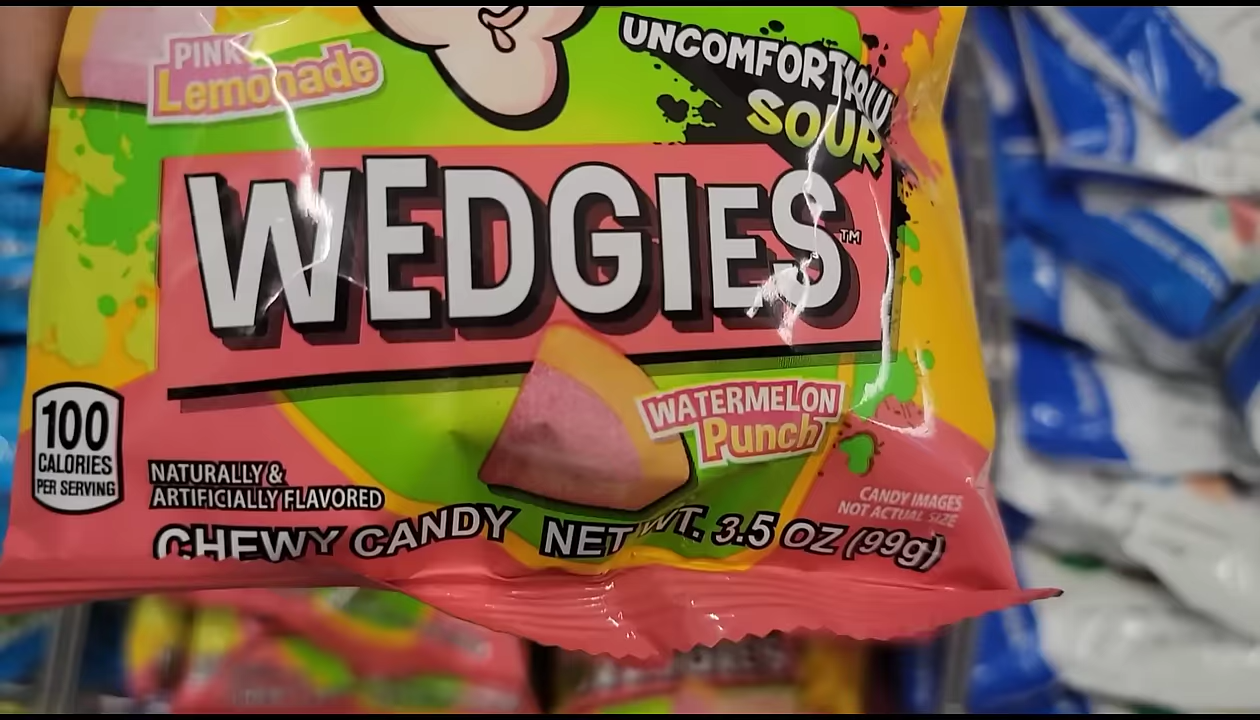 PINK
Lemonade
UNCOMFORTABLY
SOUR
WEDGIES™
WATERMELON
Punch
100
CALORIES
PER SERVING
NATURALLY &
ARTIFICIALLY FLAVORED
CANDY IMAGES
NOT ACTUAL SIZE
CHEWY CANDY NET WT. 3.5 OZ (99g)